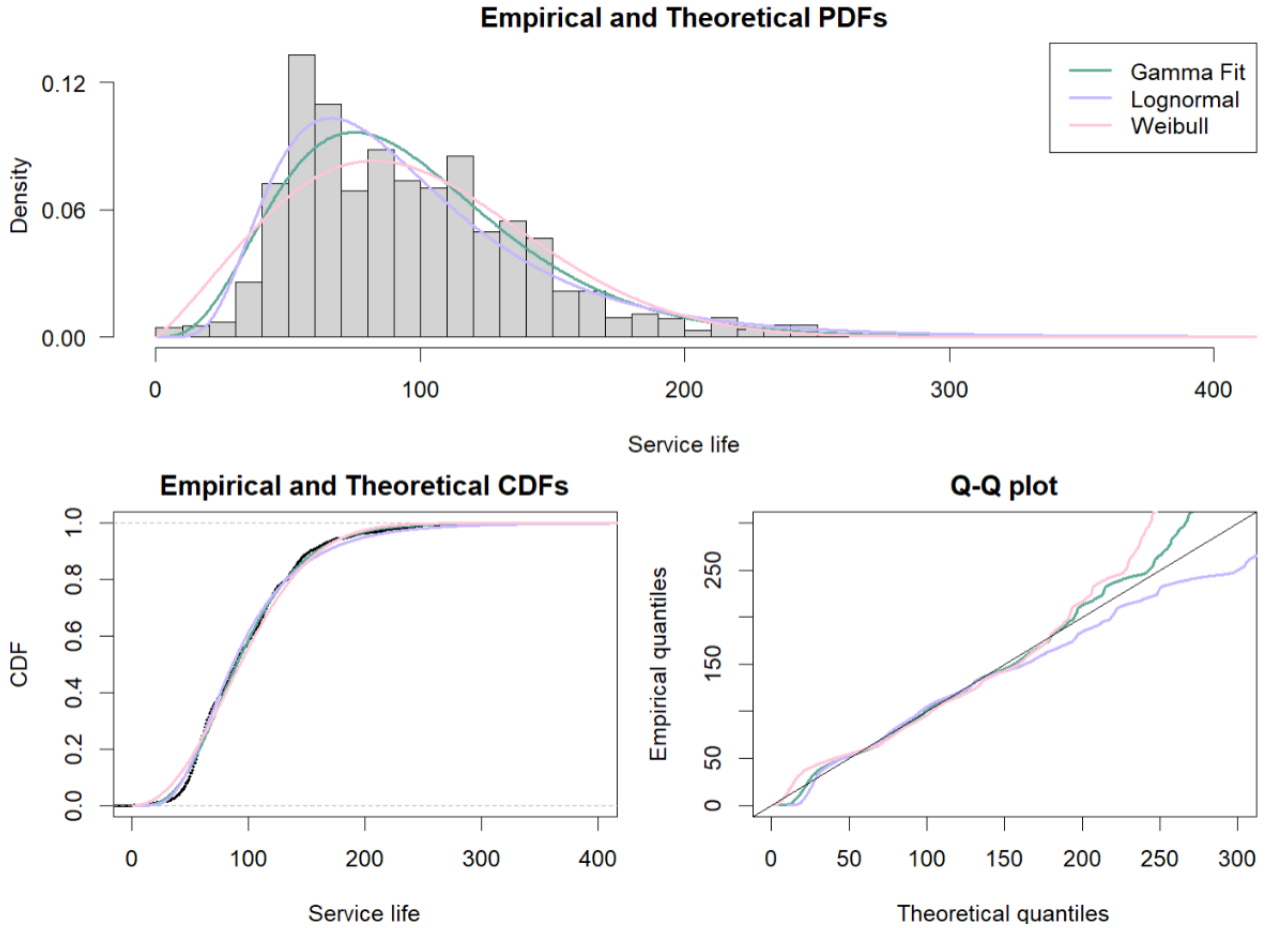 Empirical and Theoretical PDFs
Gamma Fit
Lognormal
Weibull
Density
0.12
0.06
0.00
0 100 200 300 400
Service life
Empirical and Theoretical CDFs
CDF
1.0
0.8
0.6
0.4
0.2
0.0
0 100 200 300 400
Service life
Q-Q plot
Empirical quantiles
250
150
50
0
0 50 100 150 200 250 300
Theoretical quantiles